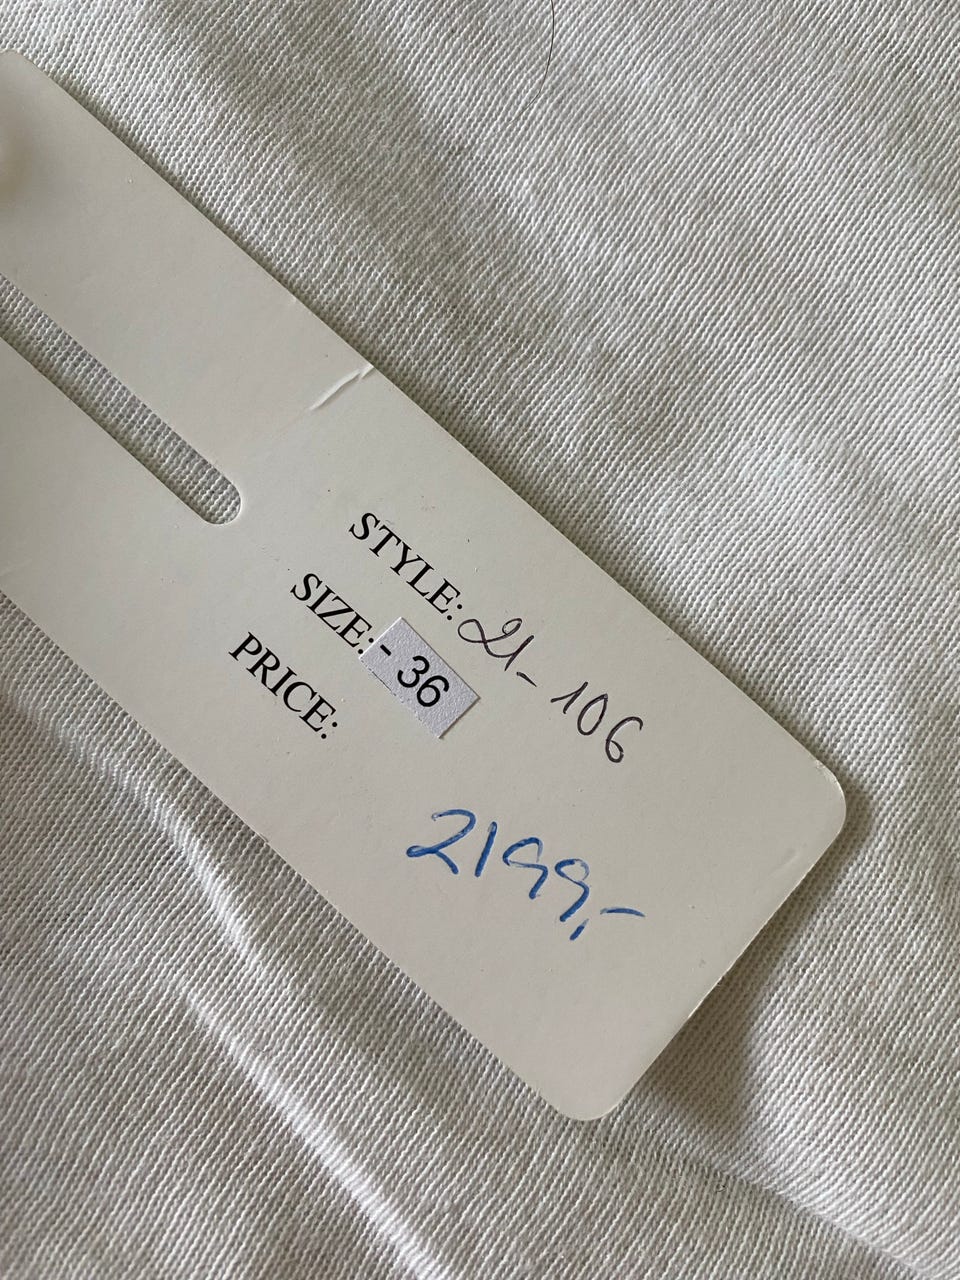 STYLE: 21-106
SIZE: - 36
PRICE:
2199,-